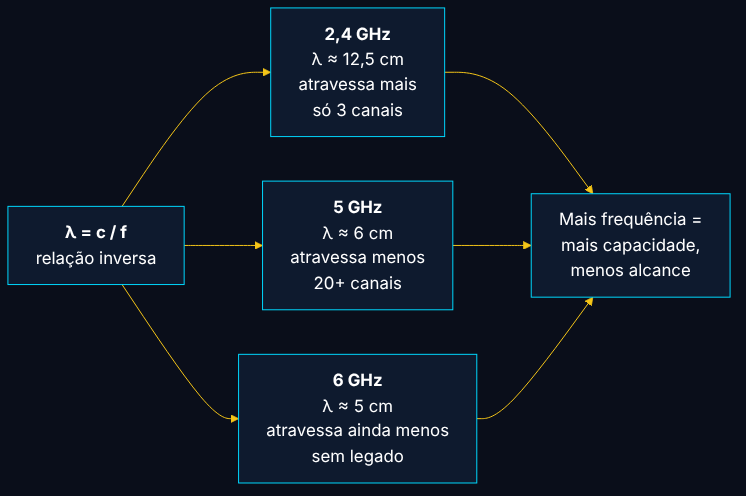 λ = c / f
relação inversa
2,4 GHz
λ ≈ 12,5 cm
atravessa mais
só 3 canais
5 GHz
λ ≈ 6 cm
atravessa menos
20+ canais
6 GHz
λ ≈ 5 cm
atravessa ainda menos
sem legado
Mais frequência =
mais capacidade,
menos alcance